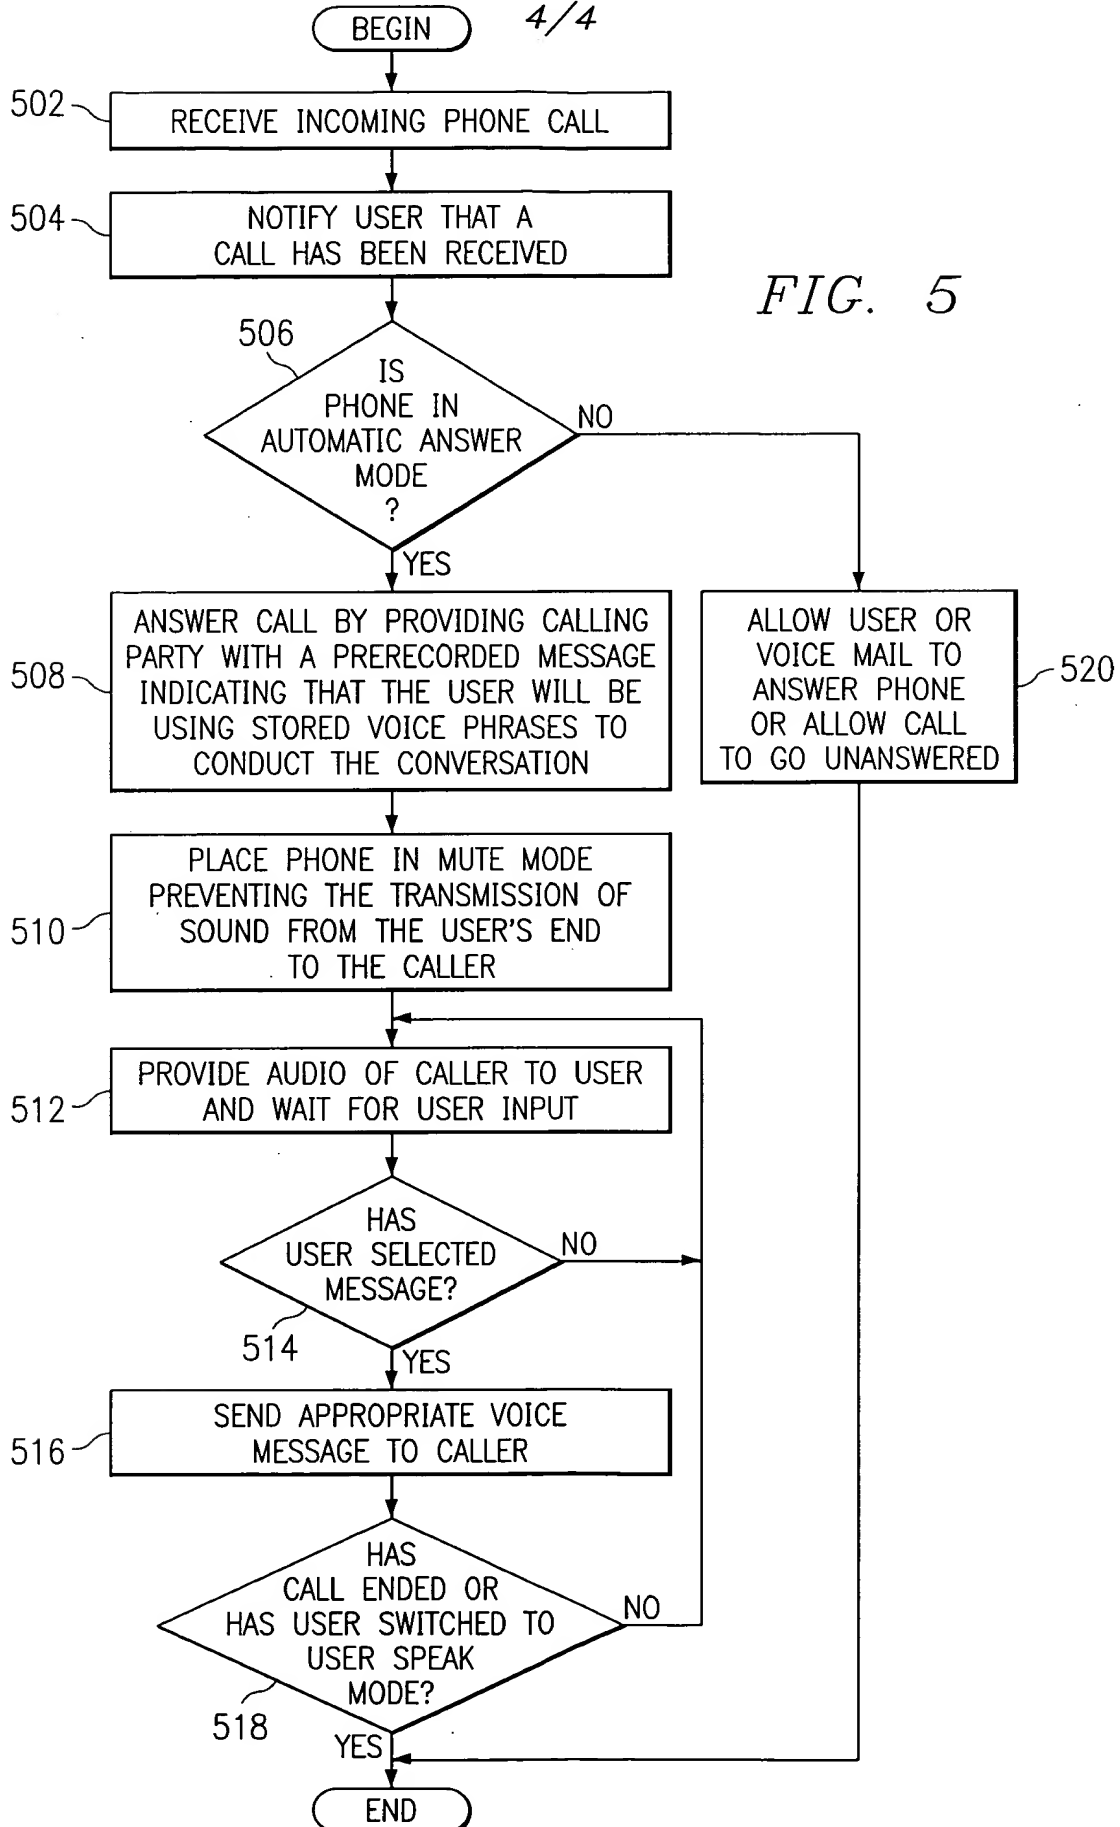 BEGIN
4/4
502
RECEIVE INCOMING PHONE CALL
504
NOTIFY USER THAT A
CALL HAS BEEN RECEIVED
FIG. 5
506
IS
PHONE IN
AUTOMATIC ANSWER
MODE
?
NO
YES
508
ANSWER CALL BY PROVIDING CALLING
PARTY WITH A PRERECORDED MESSAGE
INDICATING THAT THE USER WILL BE
USING STORED VOICE PHRASES TO
CONDUCT THE CONVERSATION
ALLOW USER OR
VOICE MAIL TO
ANSWER PHONE
OR ALLOW CALL
TO GO UNANSWERED
520
510
PLACE PHONE IN MUTE MODE
PREVENTING THE TRANSMISSION OF
SOUND FROM THE USER'S END
TO THE CALLER
512
PROVIDE AUDIO OF CALLER TO USER
AND WAIT FOR USER INPUT
HAS
USER SELECTED
MESSAGE?
NO
514
YES
516
SEND APPROPRIATE VOICE
MESSAGE TO CALLER
HAS
CALL ENDED OR
HAS USER SWITCHED TO
USER SPEAK
MODE?
NO
518
YES
END